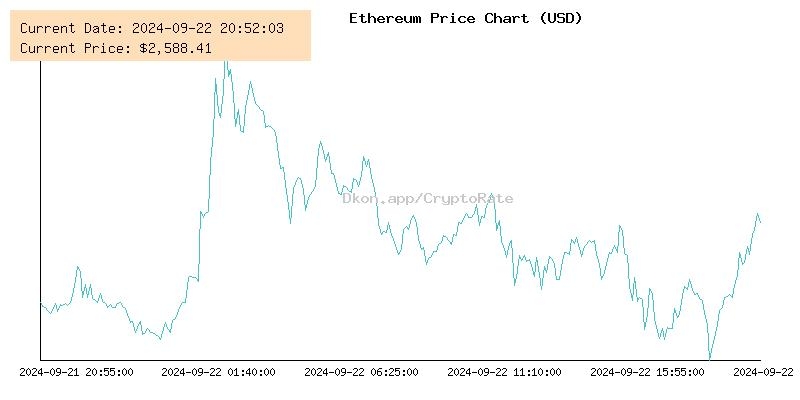 Ethereum Price Chart (USD)
Current Date: 2024-09-22 20:52:03
Current Price: $2,588.41
Dkon.app/CryptoRate
2024-09-21 20:55:00 2024-09-22 01:40:00 2024-09-22 06:25:00 2024-09-22 11:10:00 2024-09-22 15:55:00 2024-09-22